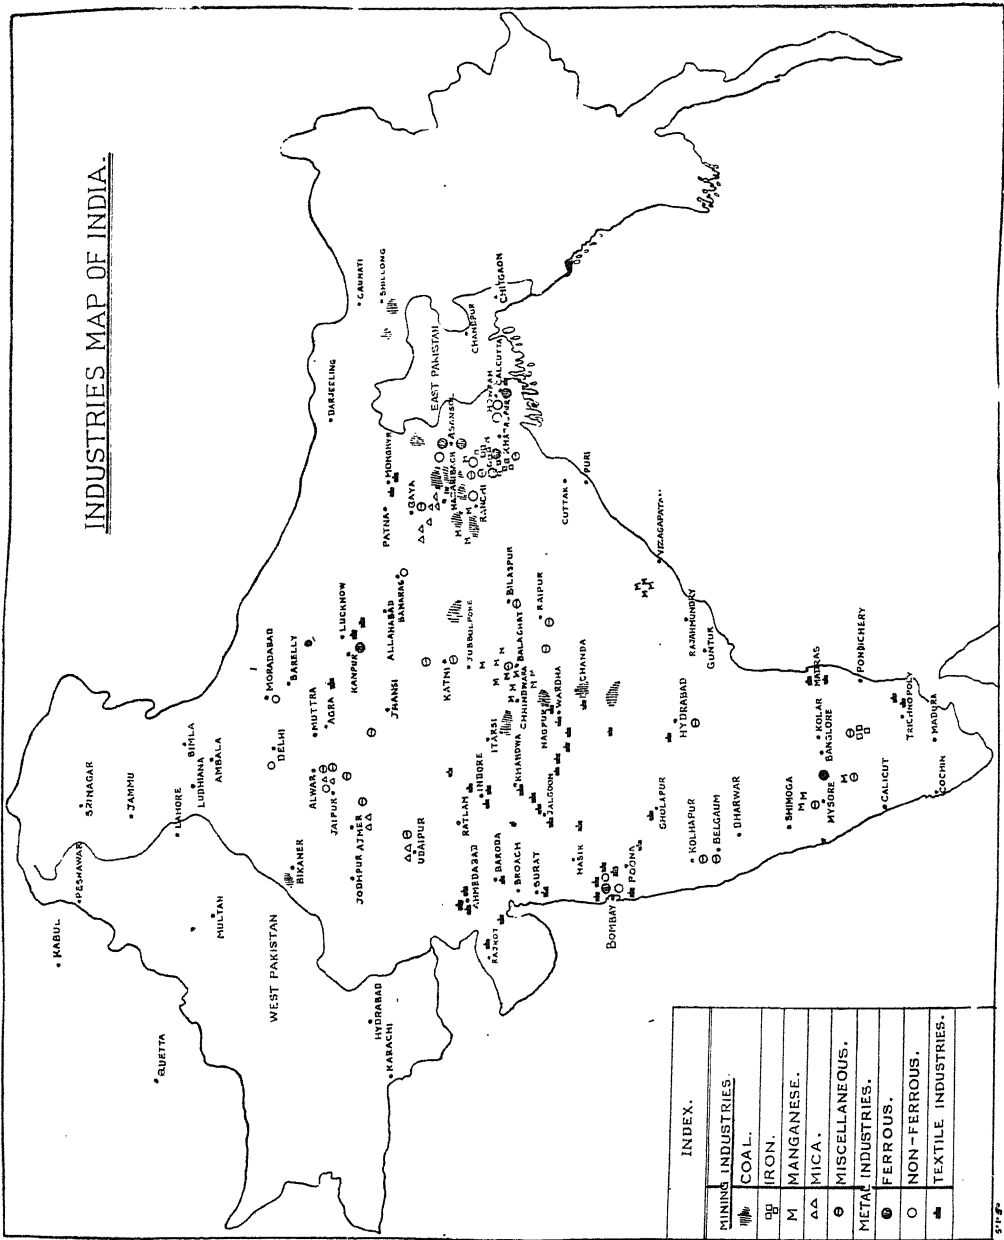 INDUSTRIES MAP OF INDIA.
KABUL
PESHAWAR
SRINAGAR
JAMMU
QUETTA
LAHORE
LUDHIANA
SIMLA
AMBALA
MULTAN
WEST PAKISTAN
BIKANER
DELHI
MORADABAD
BARELLY
MUTTRA
AGRA
ALWAR
JAIPUR
AJMER
JODHPUR
UDAIPUR
HYDRABAD
KARACHI
LUCKNOW
KANPUR
JHANSI
ALLAHABAD
BANARAS
DARJEELING
GAUHATI
SHILLONG
PATNA
MONGHYR
GAYA
EAST PAKISTAN
CHANDPUR
CHITGAON
ASANSOL
HAZARIBAGH
RANCHI
HOWRAH
CALCUTTA
M
M
M
KATNI
JUBBULPORE
BILASPUR
RAIPUR
BALAGHAT
CHHINDWARA
M
M
M
M
M
M
ITARSI
KHANDWA
NAGPUR
WARDHA
CHANDA
INDORE
RATLAM
AHMEDABAD
BARODA
BROACH
SURAT
RAJKOT
JALGOON
NASIK
BOMBAY
POONA
CUTTAK
PURI
VIZAGAPATAM
M
M
M
RAJAHMUNDRY
GUNTUR
HYDRABAD
SHOLAPUR
KOLHAPUR
BELGAUM
DHARWAR
SHIMOGA
M
M
MYSORE
M
BANGLORE
KOLAR
MADRAS
PONDICHERY
CALICUT
COCHIN
TRICHNOPOLY
MADURA
INDEX.
MINING INDUSTRIES.
COAL.
IRON.
M MANGANESE.
MICA.
MISCELLANEOUS.
METAL INDUSTRIES.
FERROUS.
NON-FERROUS.
TEXTILE INDUSTRIES.